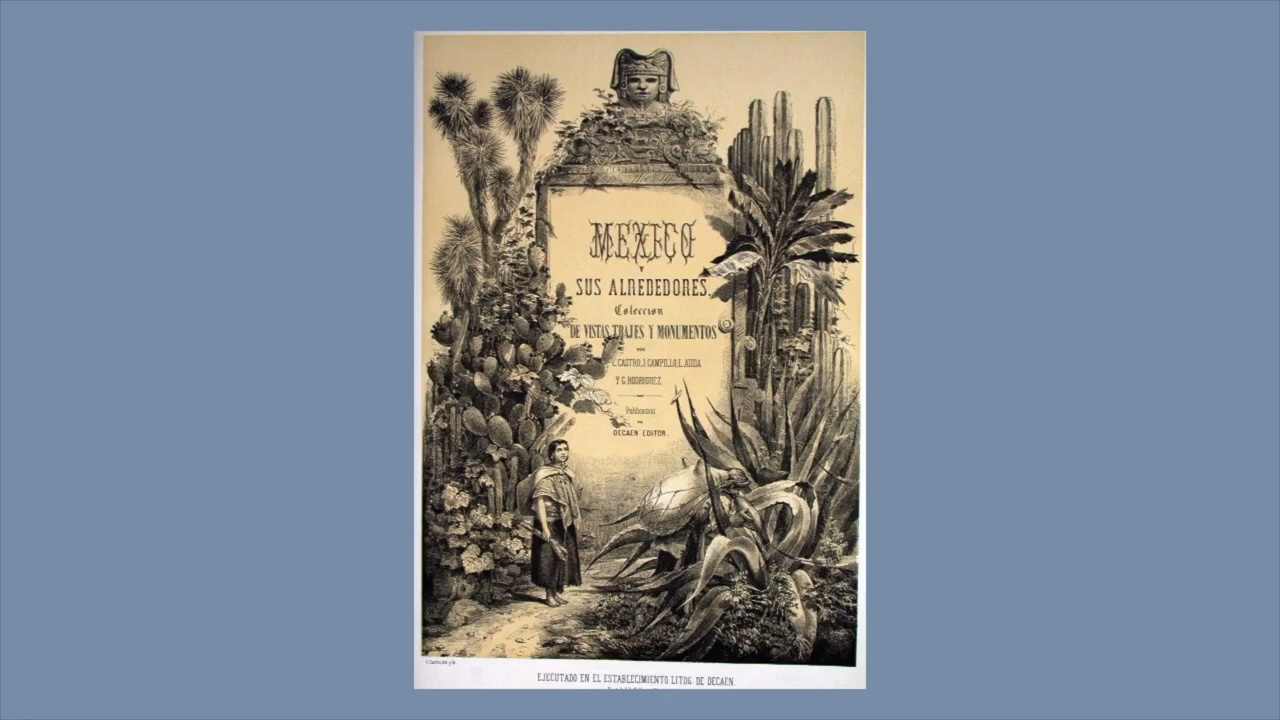 MEXICO
Y
SUS ALREDEDORES.
Coleccion
DE VISTAS, TRAJES Y MONUMENTOS
POR
C. CASTRO, J. CAMPILLO, L. AUDA
Y G. RODRIGUEZ.
Publicacion
DE
DECAEN EDITOR.
EJECUTADO EN EL ESTABLECIMIENTO LITOG. DE DECAEN.